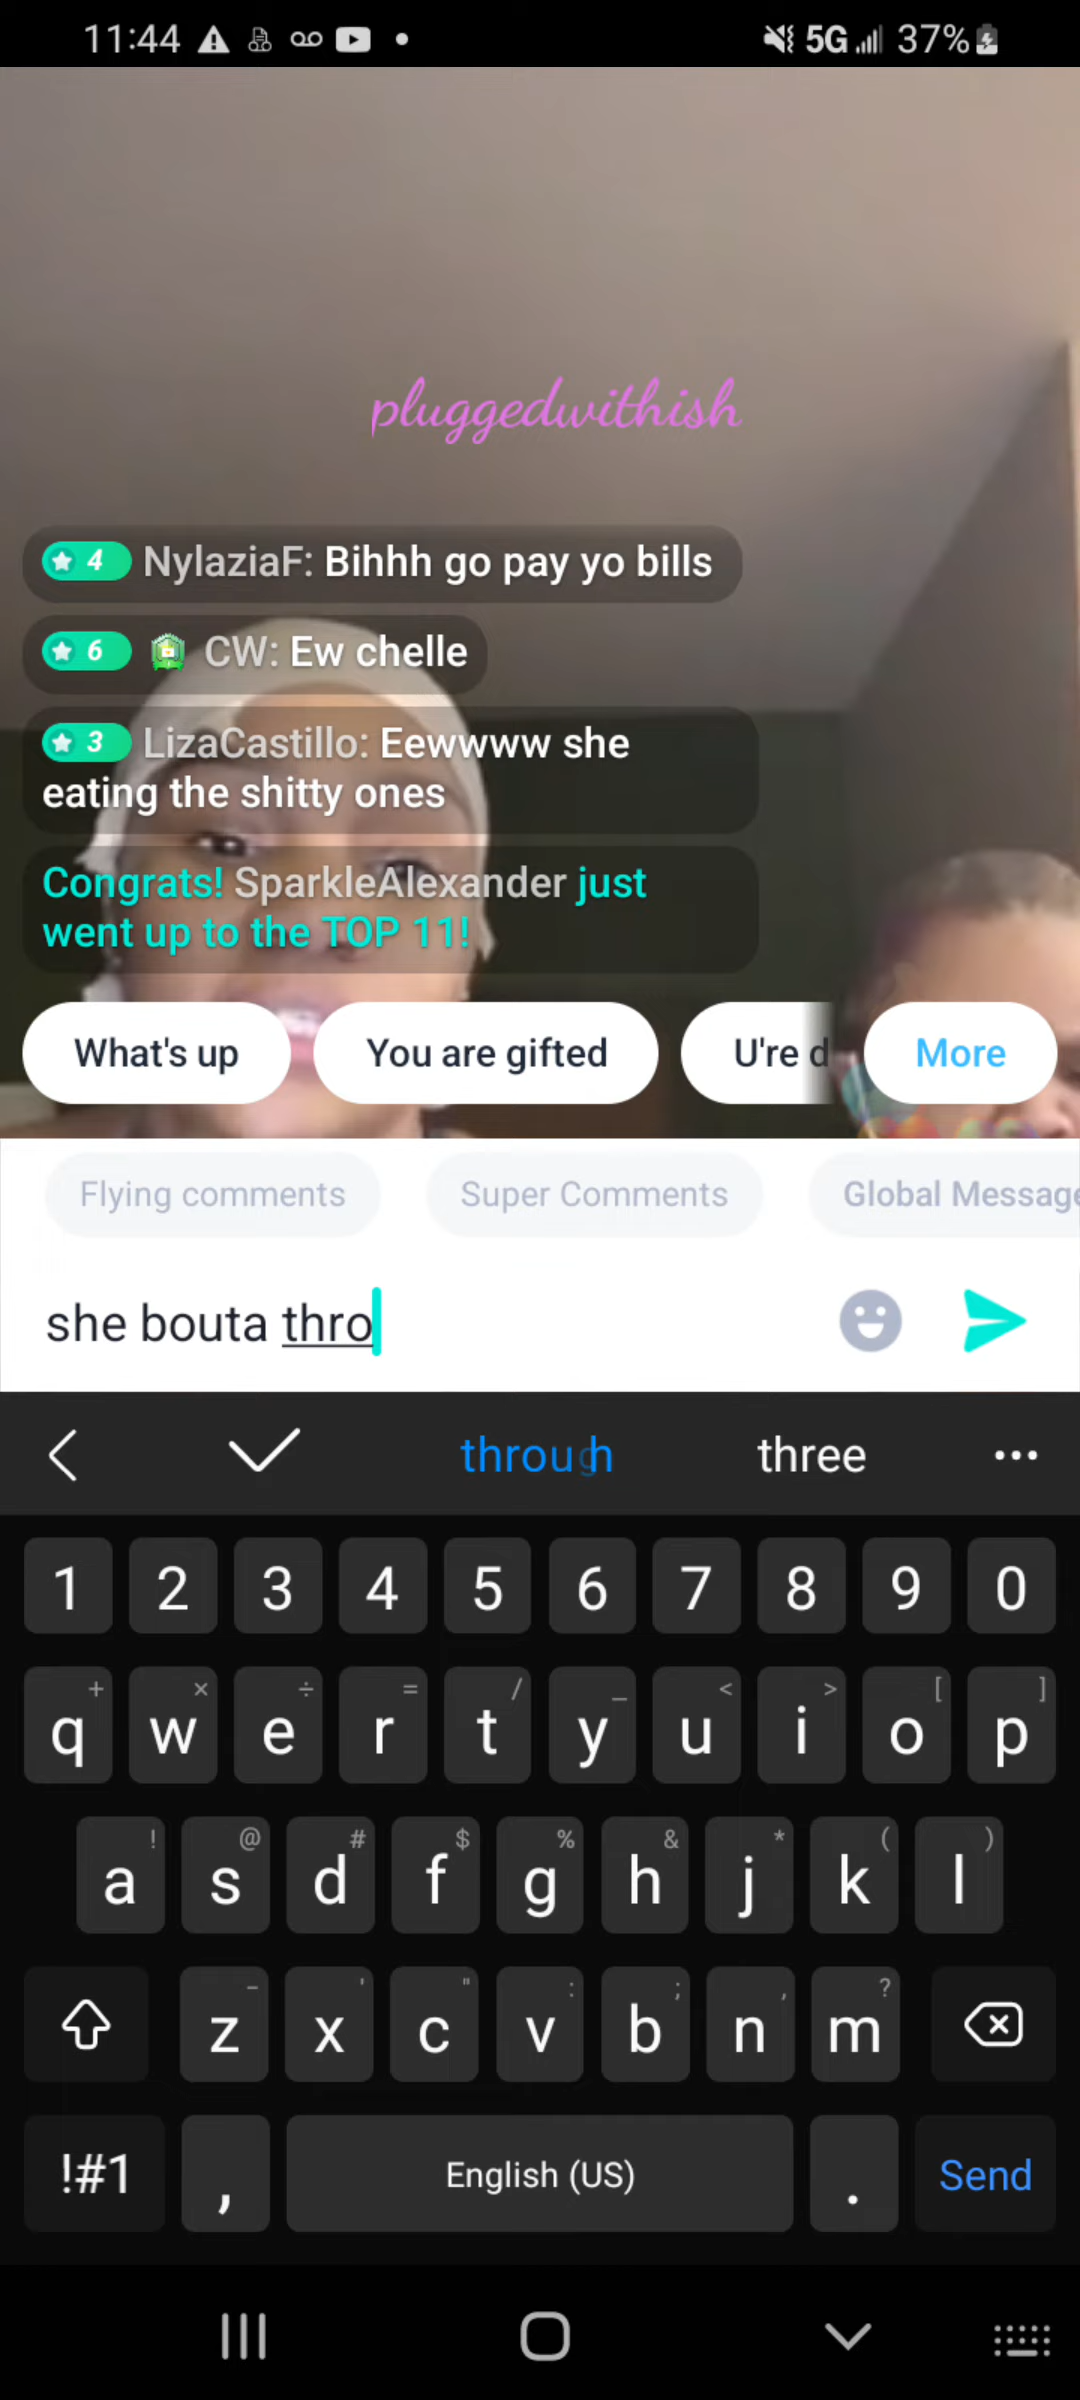 11:44 5G 37%
pluggedwithish
4 NylaziaF: Bihhh go pay yo bills
6 CW: Ew chelle
3 LizaCastillo: Eewwww she
eating the shitty ones
Congrats! SparkleAlexander just
went up to the TOP 11!
What's up You are gifted U're d More
Flying comments Super Comments Global Message
she bouta thro
through three
1 2 3 4 5 6 7 8 9 0
+ × ÷ = / _ < > [ ]
q w e r t y u i o p
! @ # $ % & * ( )
a s d f g h j k l
- ' " : ; , ?
z x c v b n m
!#1 , English (US) . Send